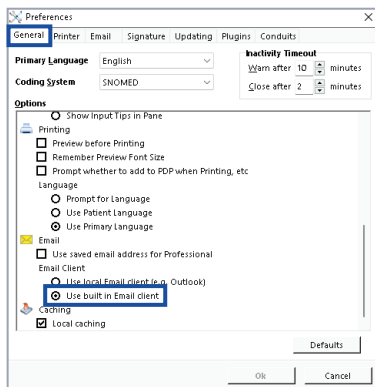 Preferences
General Printer Email Signature Updating Plugins Conduits
Primary Language English
Coding System SNOMED
Inactivity Timeout
Warn after 10 minutes
Close after 2 minutes
Options
Show Input Tips in Pane
Printing
Preview before Printing
Remember Preview Font Size
Prompt whether to add to PDP when Printing, etc
Language
Prompt for Language
Use Patient Language
Use Primary Language
Email
Use saved email address for Professional
Email Client
Use local Email client (e.g. Outlook)
Use built in Email client
Caching
Local caching
Defaults
Ok Cancel